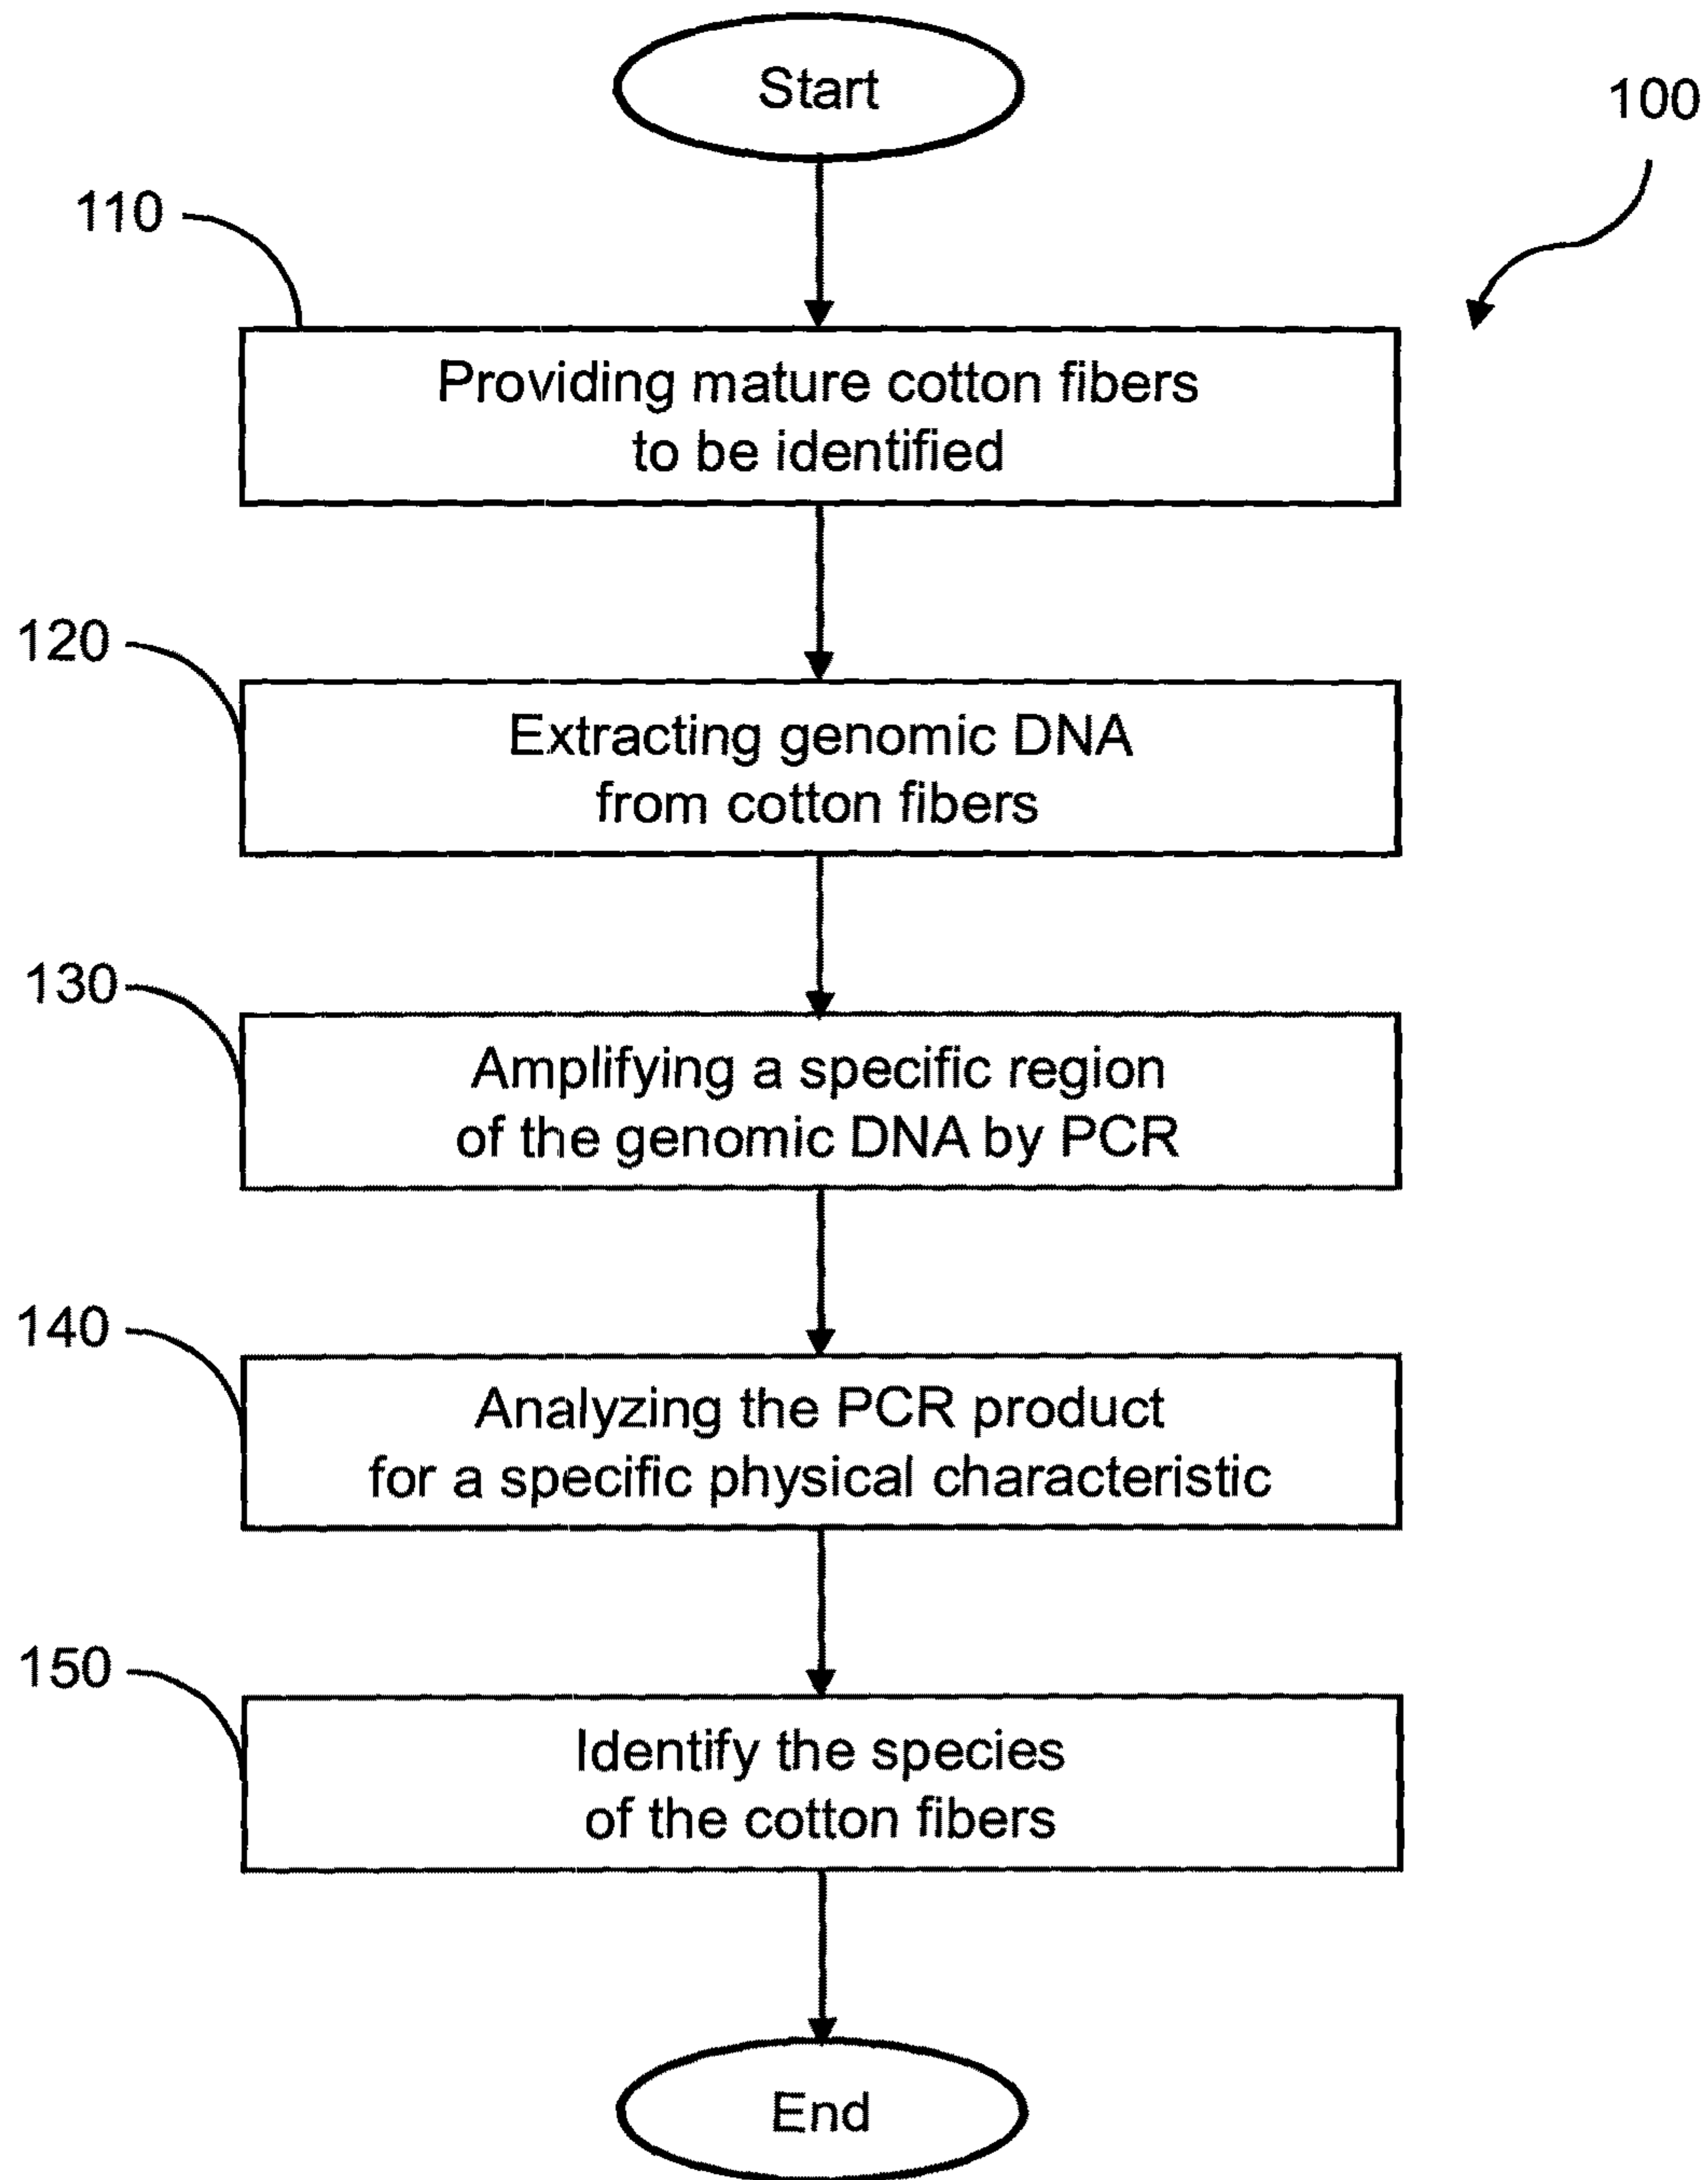 Start
100
110
Providing mature cotton fibers
to be identified
120
Extracting genomic DNA
from cotton fibers
130
Amplifying a specific region
of the genomic DNA by PCR
140
Analyzing the PCR product
for a specific physical characteristic
150
Identify the species
of the cotton fibers
End